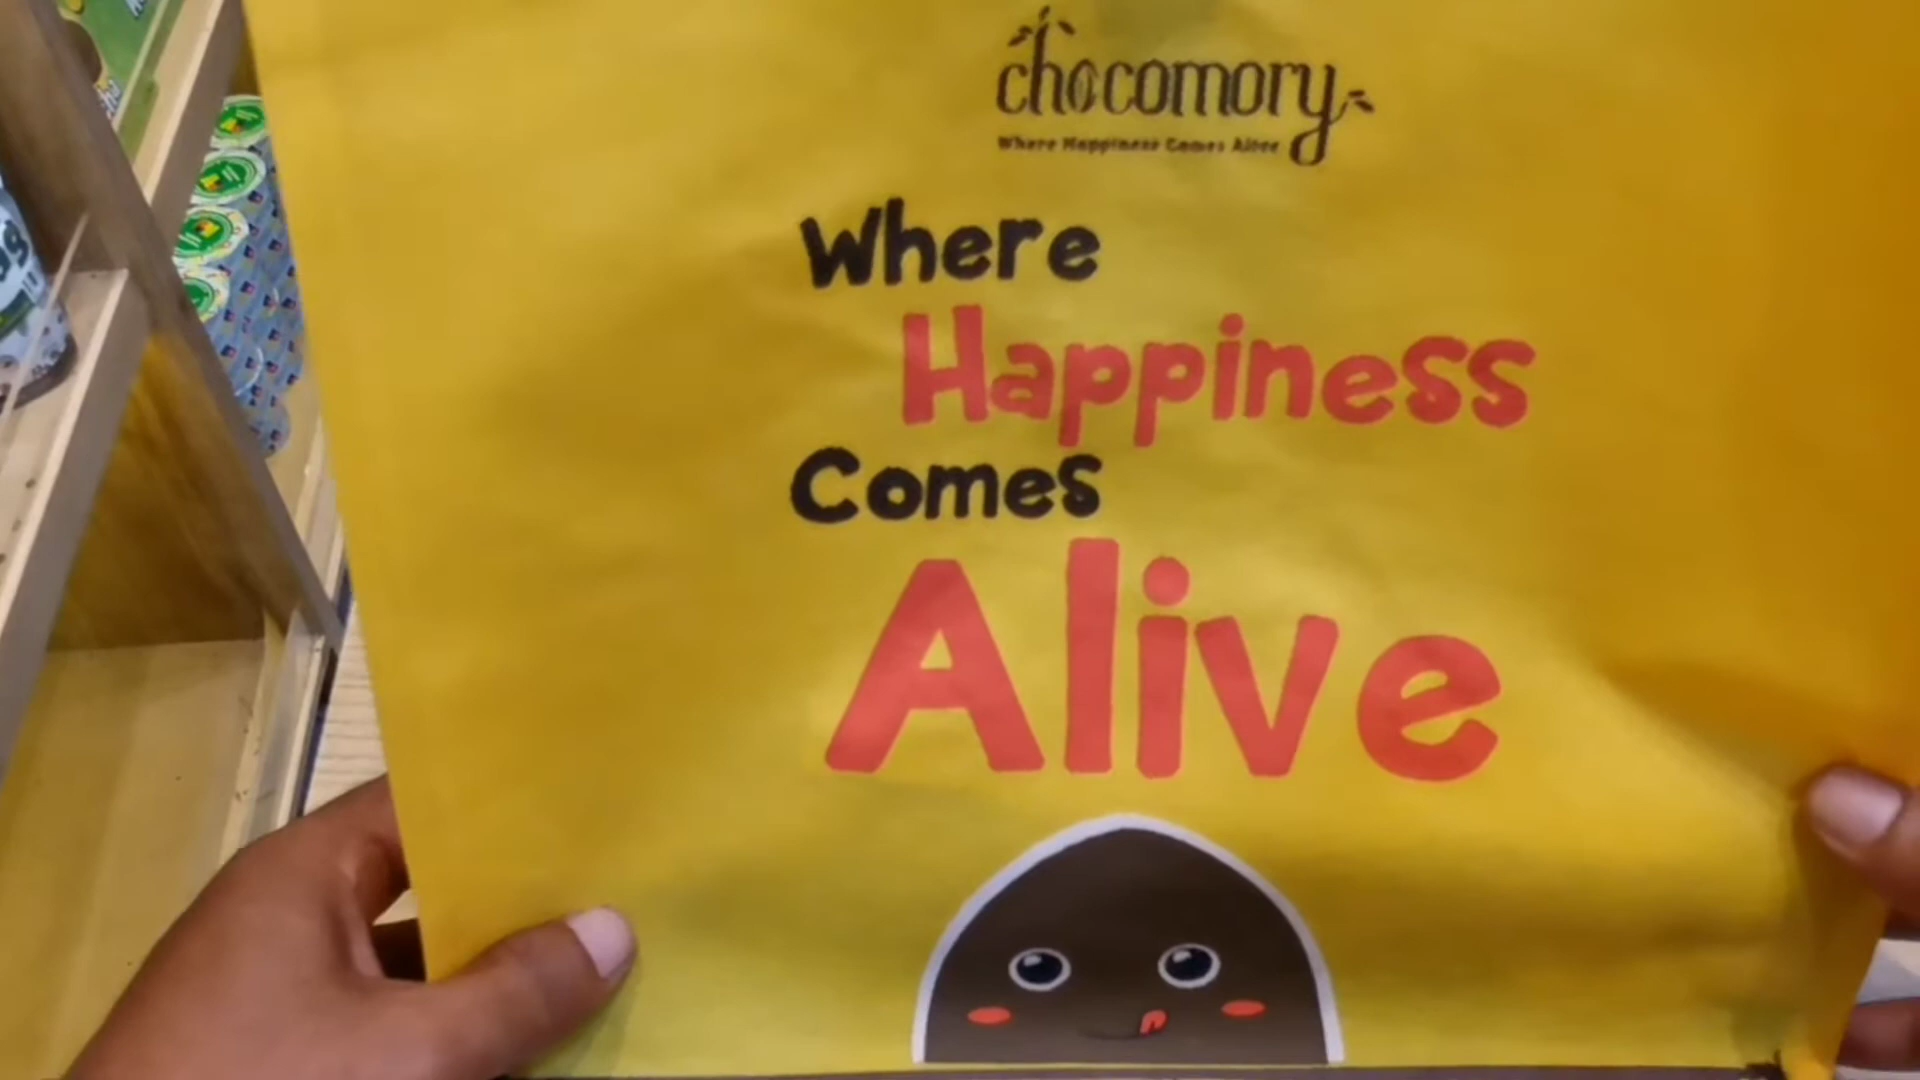 chocomory
Where Happiness Comes Alive
Where
Happiness
Comes
Alive